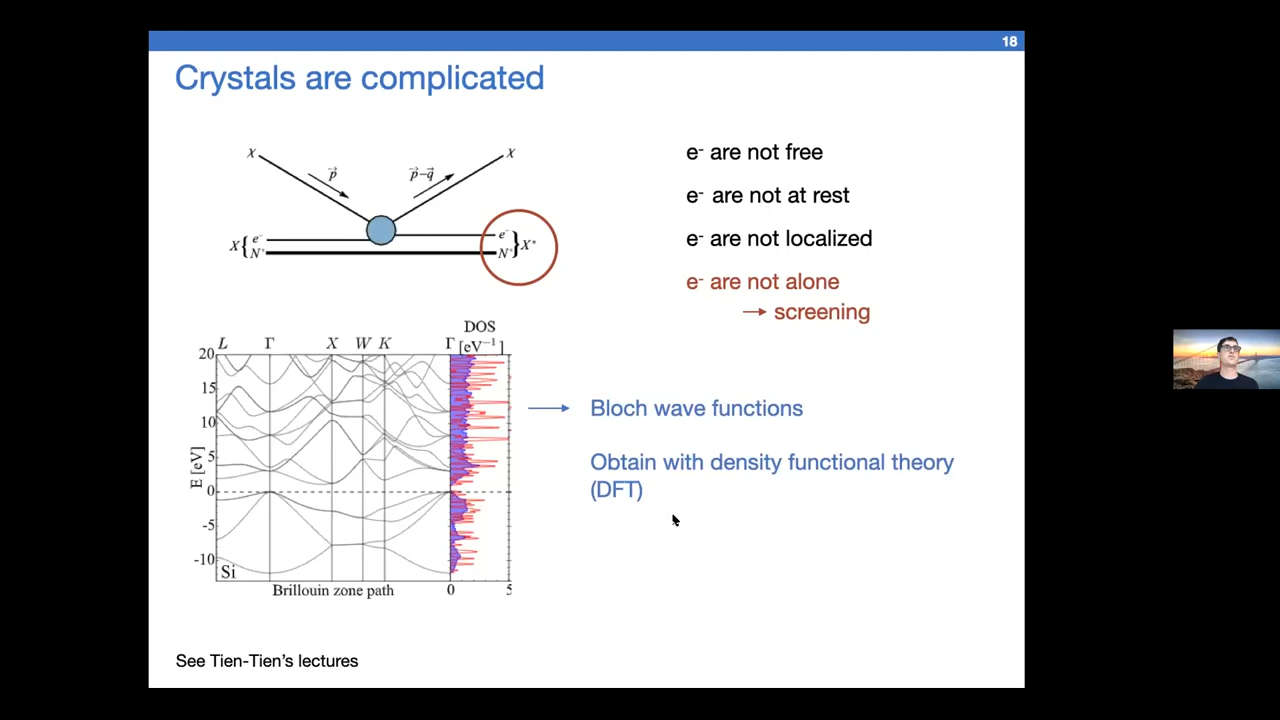 18
Crystals are complicated
χ χ
p⃗ p⃗-q⃗
X { e⁻ N⁺ e⁻ N⁺ } X*
e⁻ are not free
e⁻ are not at rest
e⁻ are not localized
e⁻ are not alone
→ screening
DOS
L Γ X W K Γ [eV⁻¹]
20
15
10
5
0
-5
-10
E [eV]
Si
Brillouin zone path 0 5
→ Bloch wave functions
Obtain with density functional theory
(DFT)
See Tien-Tien's lectures